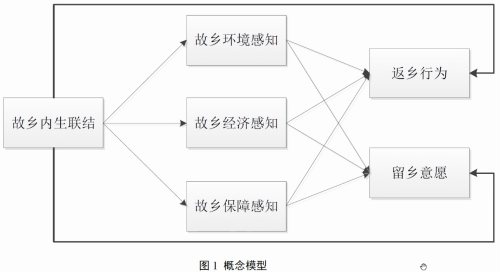 故乡环境感知
返乡行为
故乡内生联结
故乡经济感知
留乡意愿
故乡保障感知
图1 概念模型